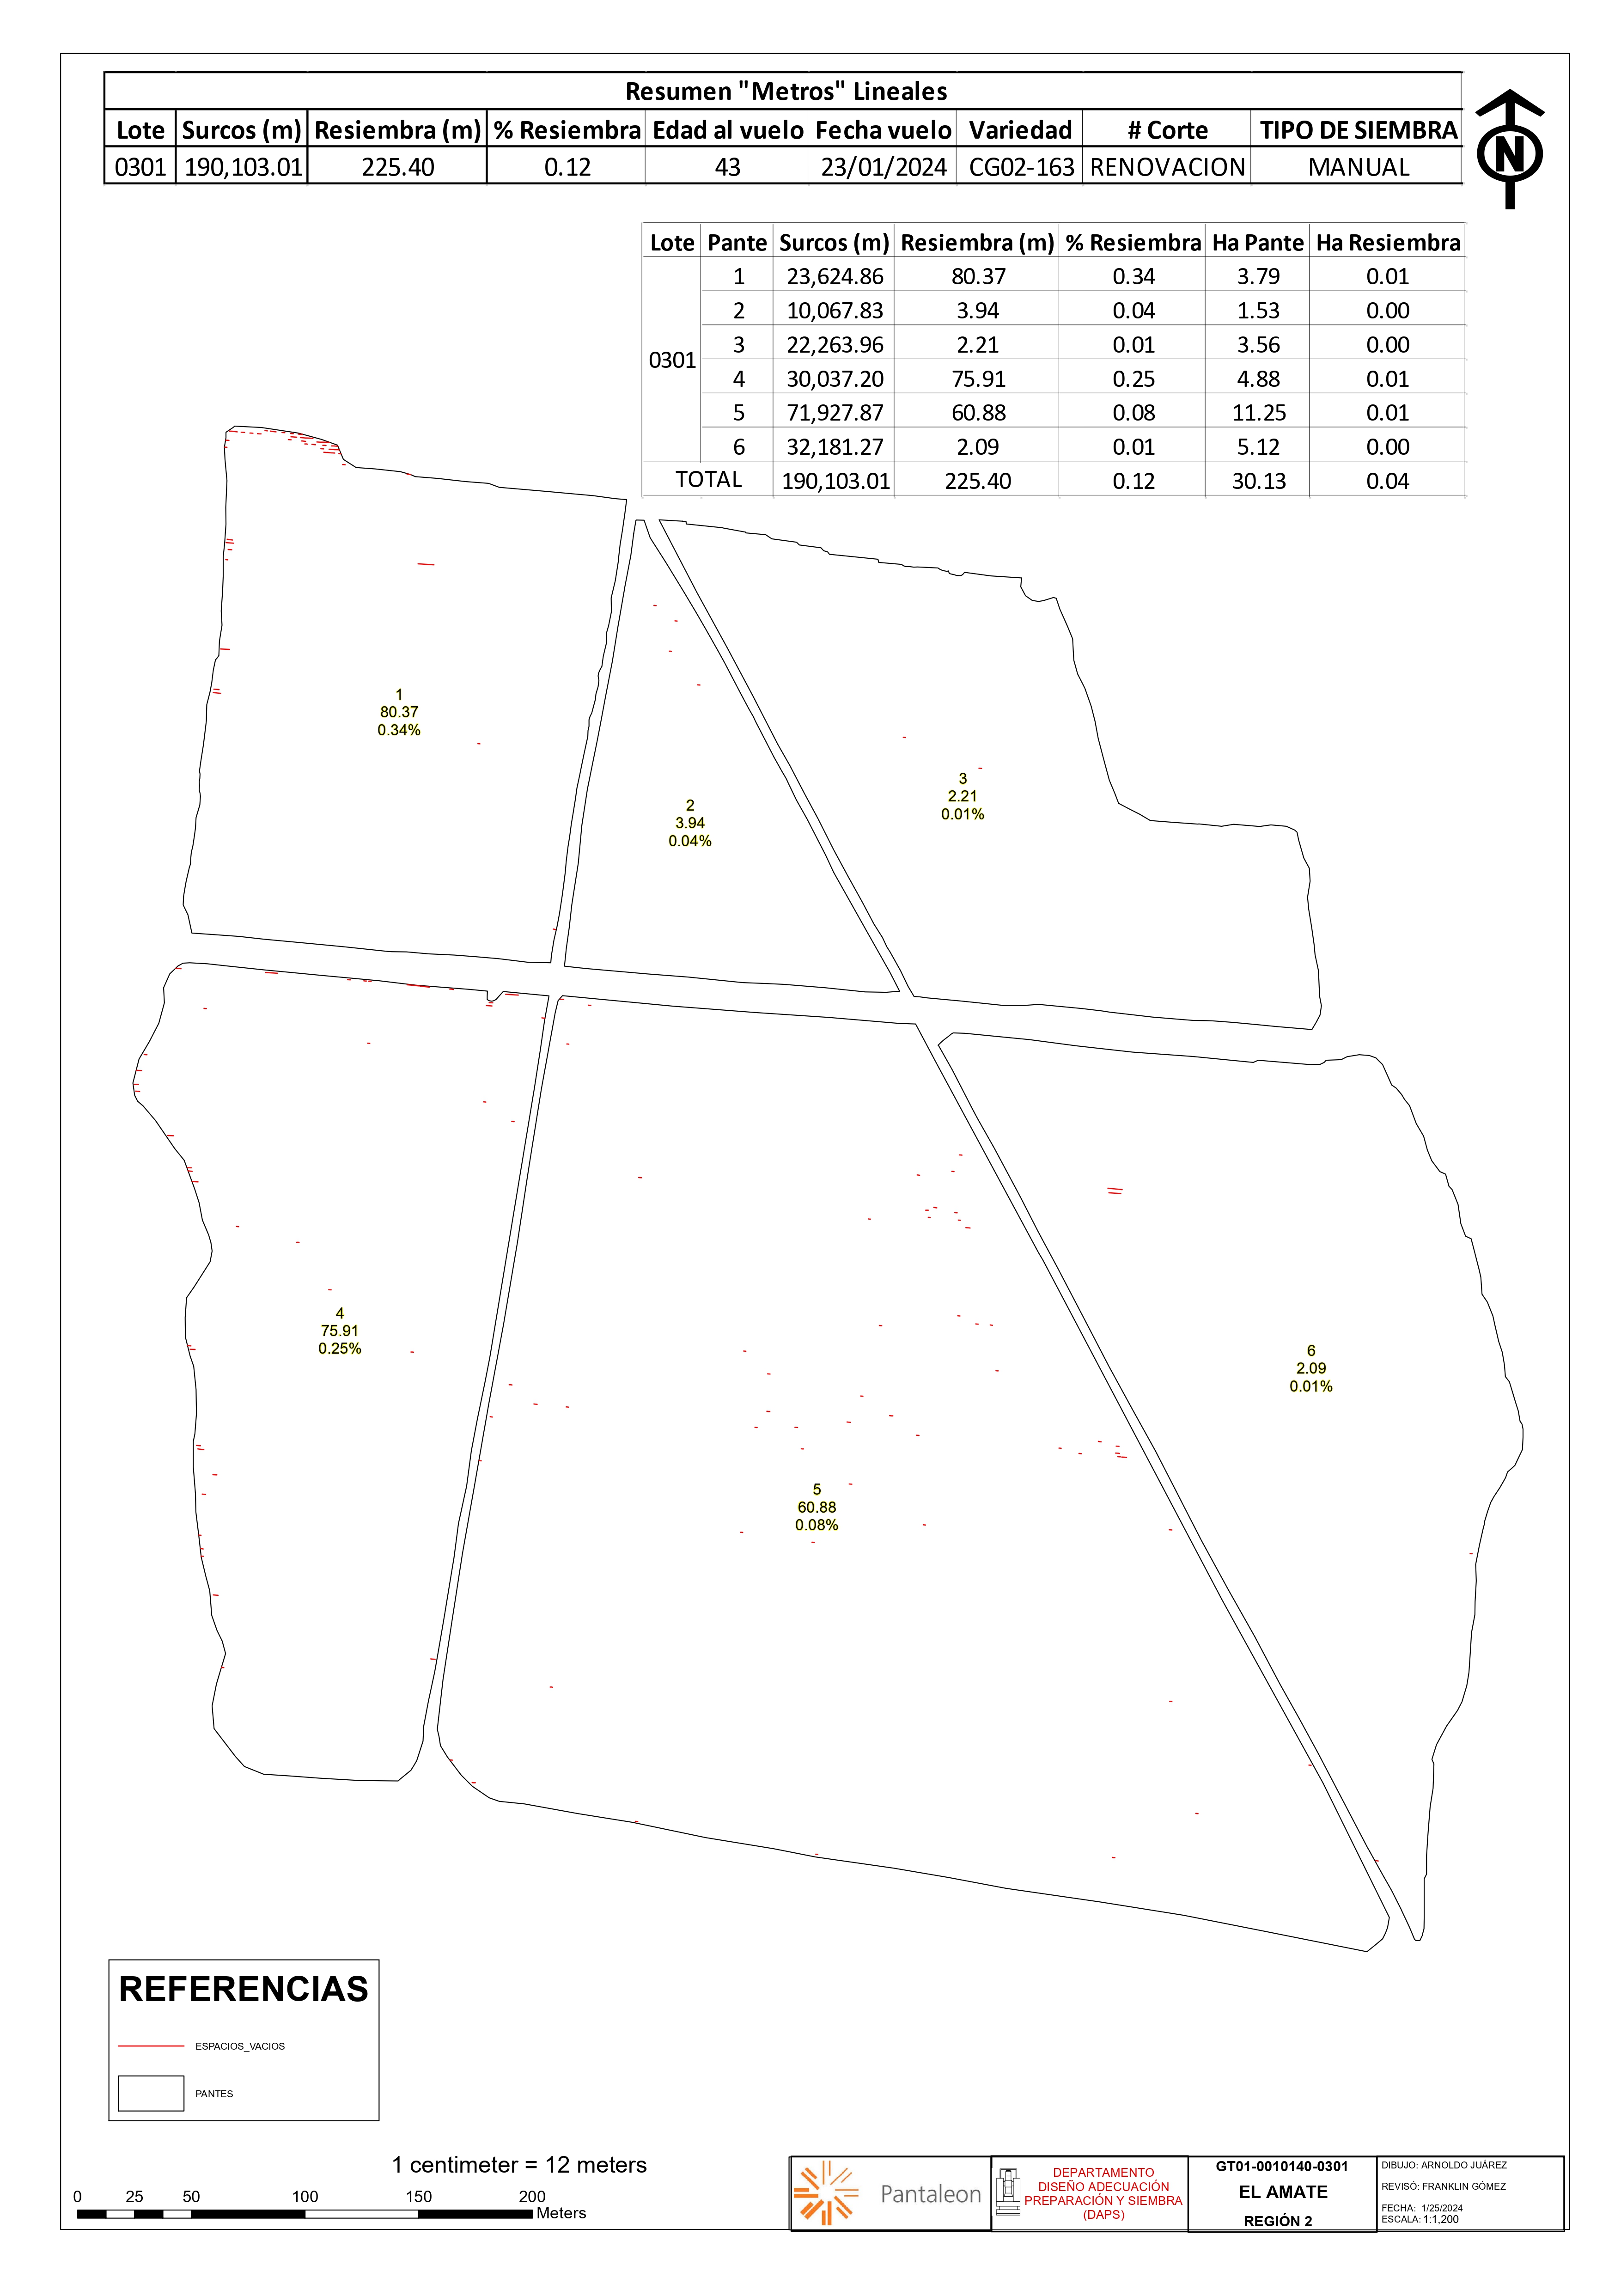 Resumen "Metros" Lineales
Lote Surcos (m) Resiembra (m) % Resiembra Edad al vuelo Fecha vuelo Variedad # Corte TIPO DE SIEMBRA
0301 190,103.01 225.40 0.12 43 23/01/2024 CG02-163 RENOVACION MANUAL
N
Lote Pante Surcos (m) Resiembra (m) % Resiembra Ha Pante Ha Resiembra
1 23,624.86 80.37 0.34 3.79 0.01
2 10,067.83 3.94 0.04 1.53 0.00
3 22,263.96 2.21 0.01 3.56 0.00
0301
4 30,037.20 75.91 0.25 4.88 0.01
5 71,927.87 60.88 0.08 11.25 0.01
6 32,181.27 2.09 0.01 5.12 0.00
TOTAL 190,103.01 225.40 0.12 30.13 0.04
1
80.37
0.34%
2
3.94
0.04%
3
2.21
0.01%
4
75.91
0.25%
5
60.88
0.08%
6
2.09
0.01%
REFERENCIAS
ESPACIOS_VACIOS
PANTES
1 centimeter = 12 meters
0 25 50 100 150 200
Meters
Pantaleon
DEPARTAMENTO
DISEÑO ADECUACIÓN
PREPARACIÓN Y SIEMBRA
(DAPS)
GT01-0010140-0301
EL AMATE
REGIÓN 2
DIBUJO: ARNOLDO JUÁREZ
REVISÓ: FRANKLIN GÓMEZ
FECHA: 1/25/2024
ESCALA: 1:1,200